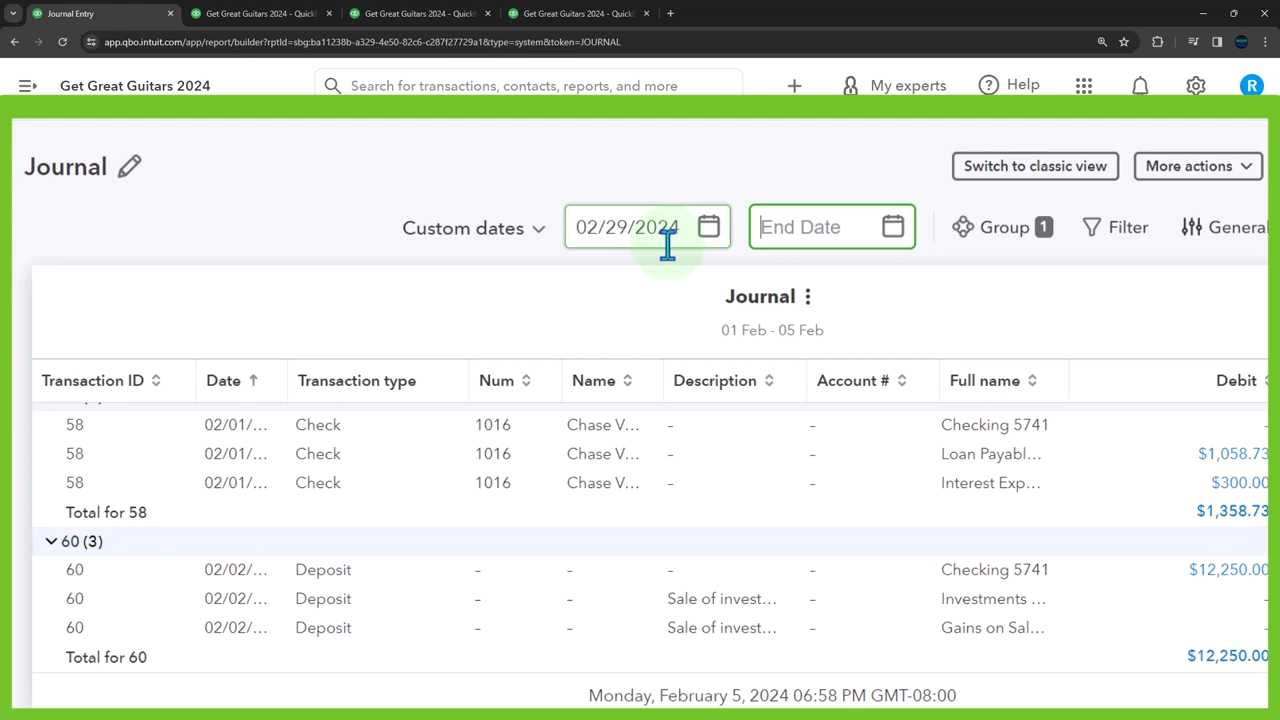 Journal Entry
Get Great Guitars 2024 - QuickB
Get Great Guitars 2024 - QuickB
Get Great Guitars 2024 - QuickB
app.qbo.intuit.com/app/report/builder?rptId=sbg:ba11238b-a329-4e50-82c6-c287f27729a1&type=system&token=JOURNAL
Get Great Guitars 2024 Search for transactions, contacts, reports, and more My experts Help R
Journal Switch to classic view More actions
Custom dates 02/29/2024 End Date Group 1 Filter General
Journal
01 Feb - 05 Feb
Transaction ID Date Transaction type Num Name Description Account # Full name Debit
58 02/01/... Check 1016 Chase V... - - Checking 5741 -
58 02/01/... Check 1016 Chase V... - - Loan Payabl... $1,058.73
58 02/01/... Check 1016 Chase V... - - Interest Exp... $300.00
Total for 58 $1,358.73
60 (3)
60 02/02/... Deposit - - - - Checking 5741 $12,250.00
60 02/02/... Deposit - - Sale of invest... - Investments ... -
60 02/02/... Deposit - - Sale of invest... - Gains on Sal... -
Total for 60 $12,250.00
Monday, February 5, 2024 06:58 PM GMT-08:00